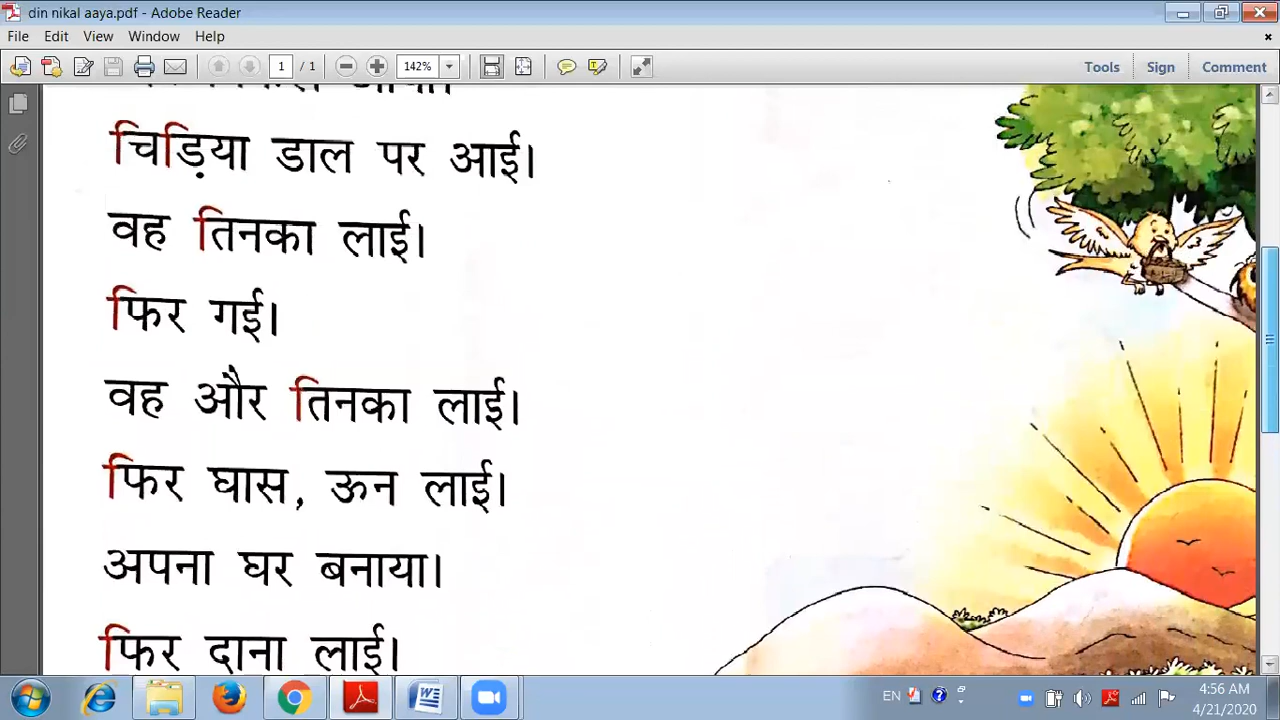 din nikal aaya.pdf - Adobe Reader
File Edit View Window Help
1 / 1 142% Tools Sign Comment
चिड़िया डाल पर आई।
वह तिनका लाई।
फिर गई।
वह और तिनका लाई।
फिर घास, ऊन लाई।
अपना घर बनाया।
फिर दाना लाई।
EN 4:56 AM
4/21/2020